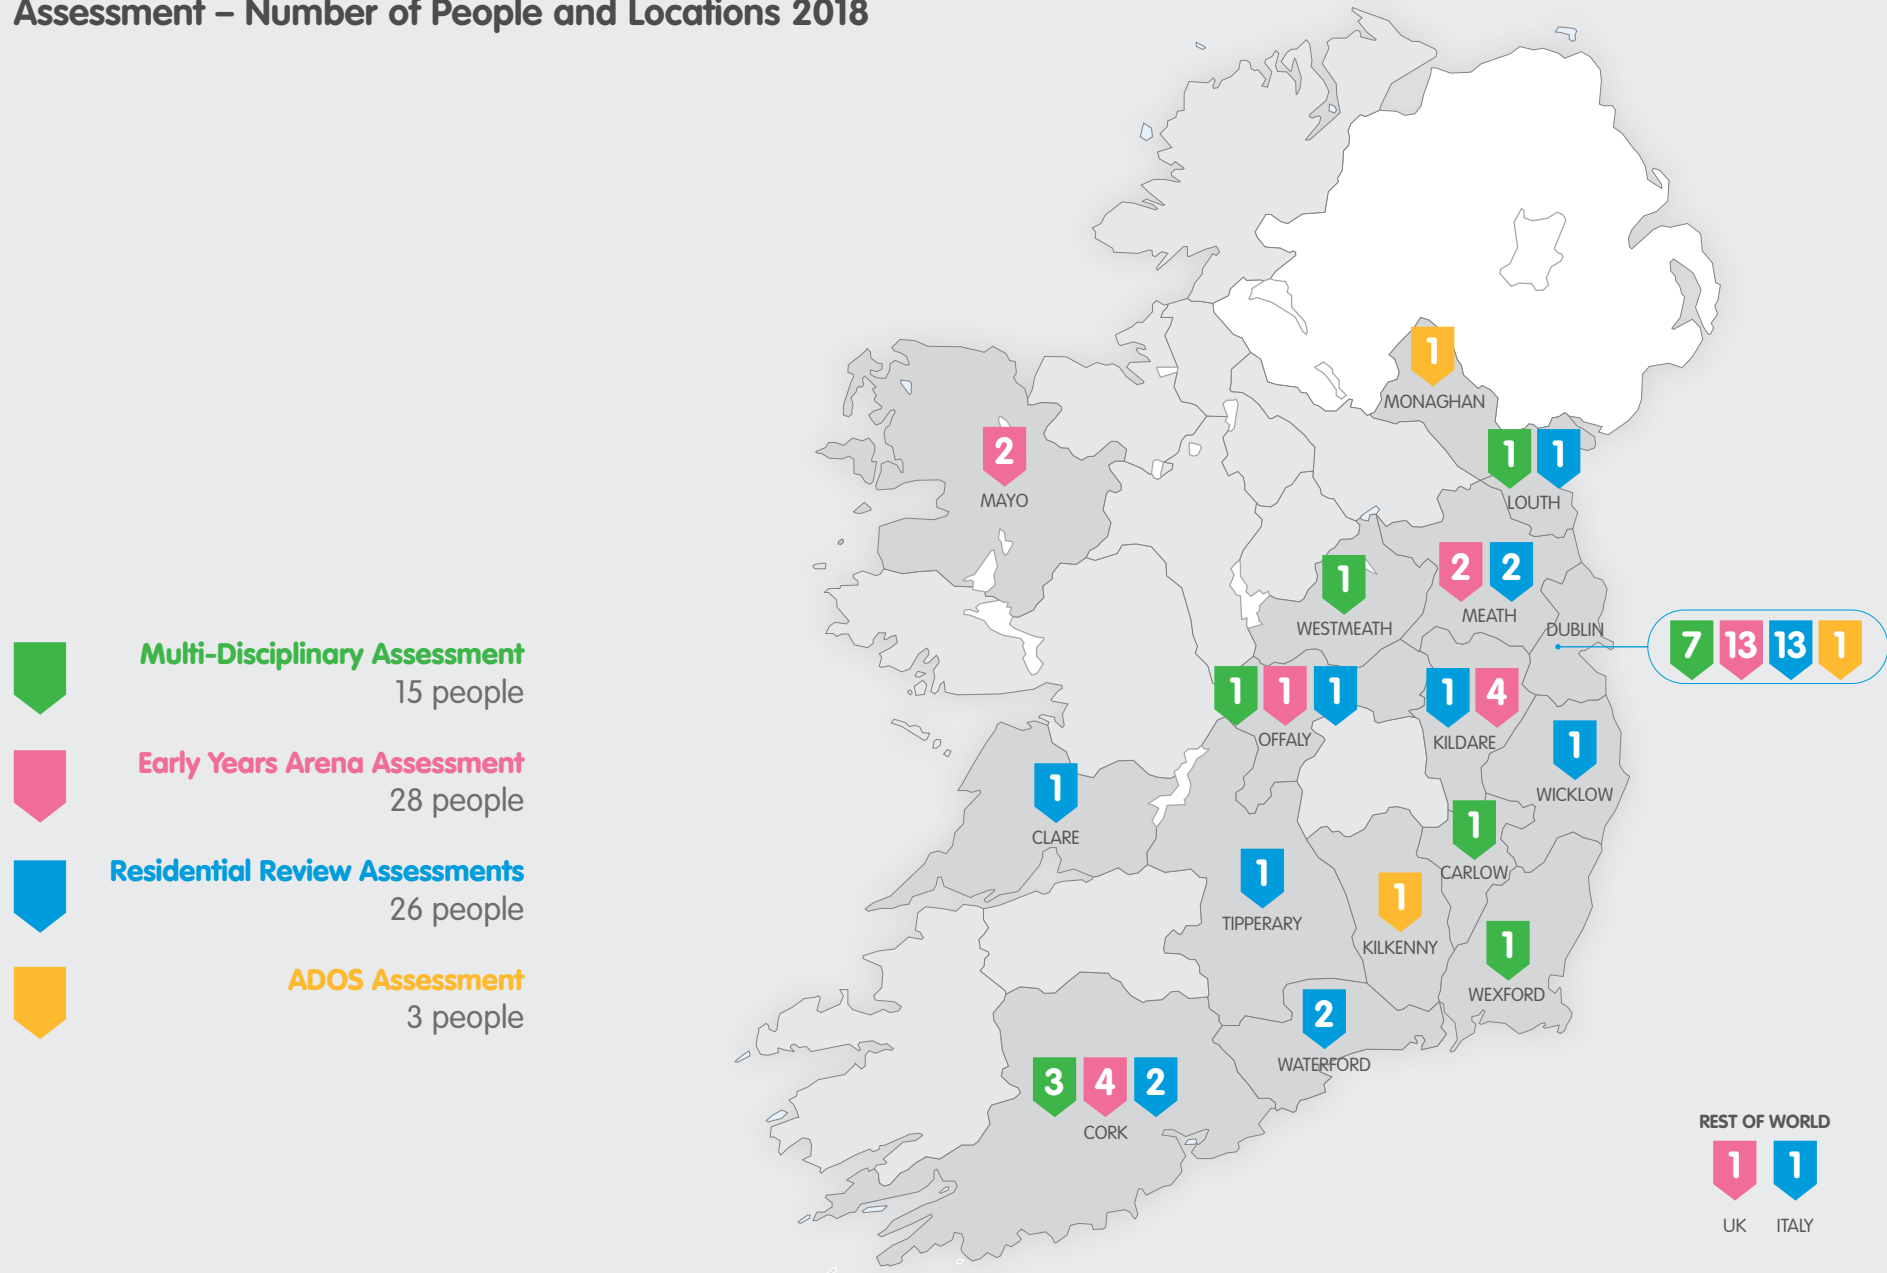 Assessment – Number of People and Locations 2018
Multi-Disciplinary Assessment
15 people
Early Years Arena Assessment
28 people
Residential Review Assessments
26 people
ADOS Assessment
3 people
1
MONAGHAN
2
MAYO
1 1
LOUTH
1
WESTMEATH
2 2
MEATH
DUBLIN
7 13 13 1
1 1 1
OFFALY
1 4
KILDARE
1
WICKLOW
1
CLARE
1
CARLOW
1
TIPPERARY
1
KILKENNY
1
WEXFORD
2
WATERFORD
3 4 2
CORK
REST OF WORLD
1 1
UK ITALY